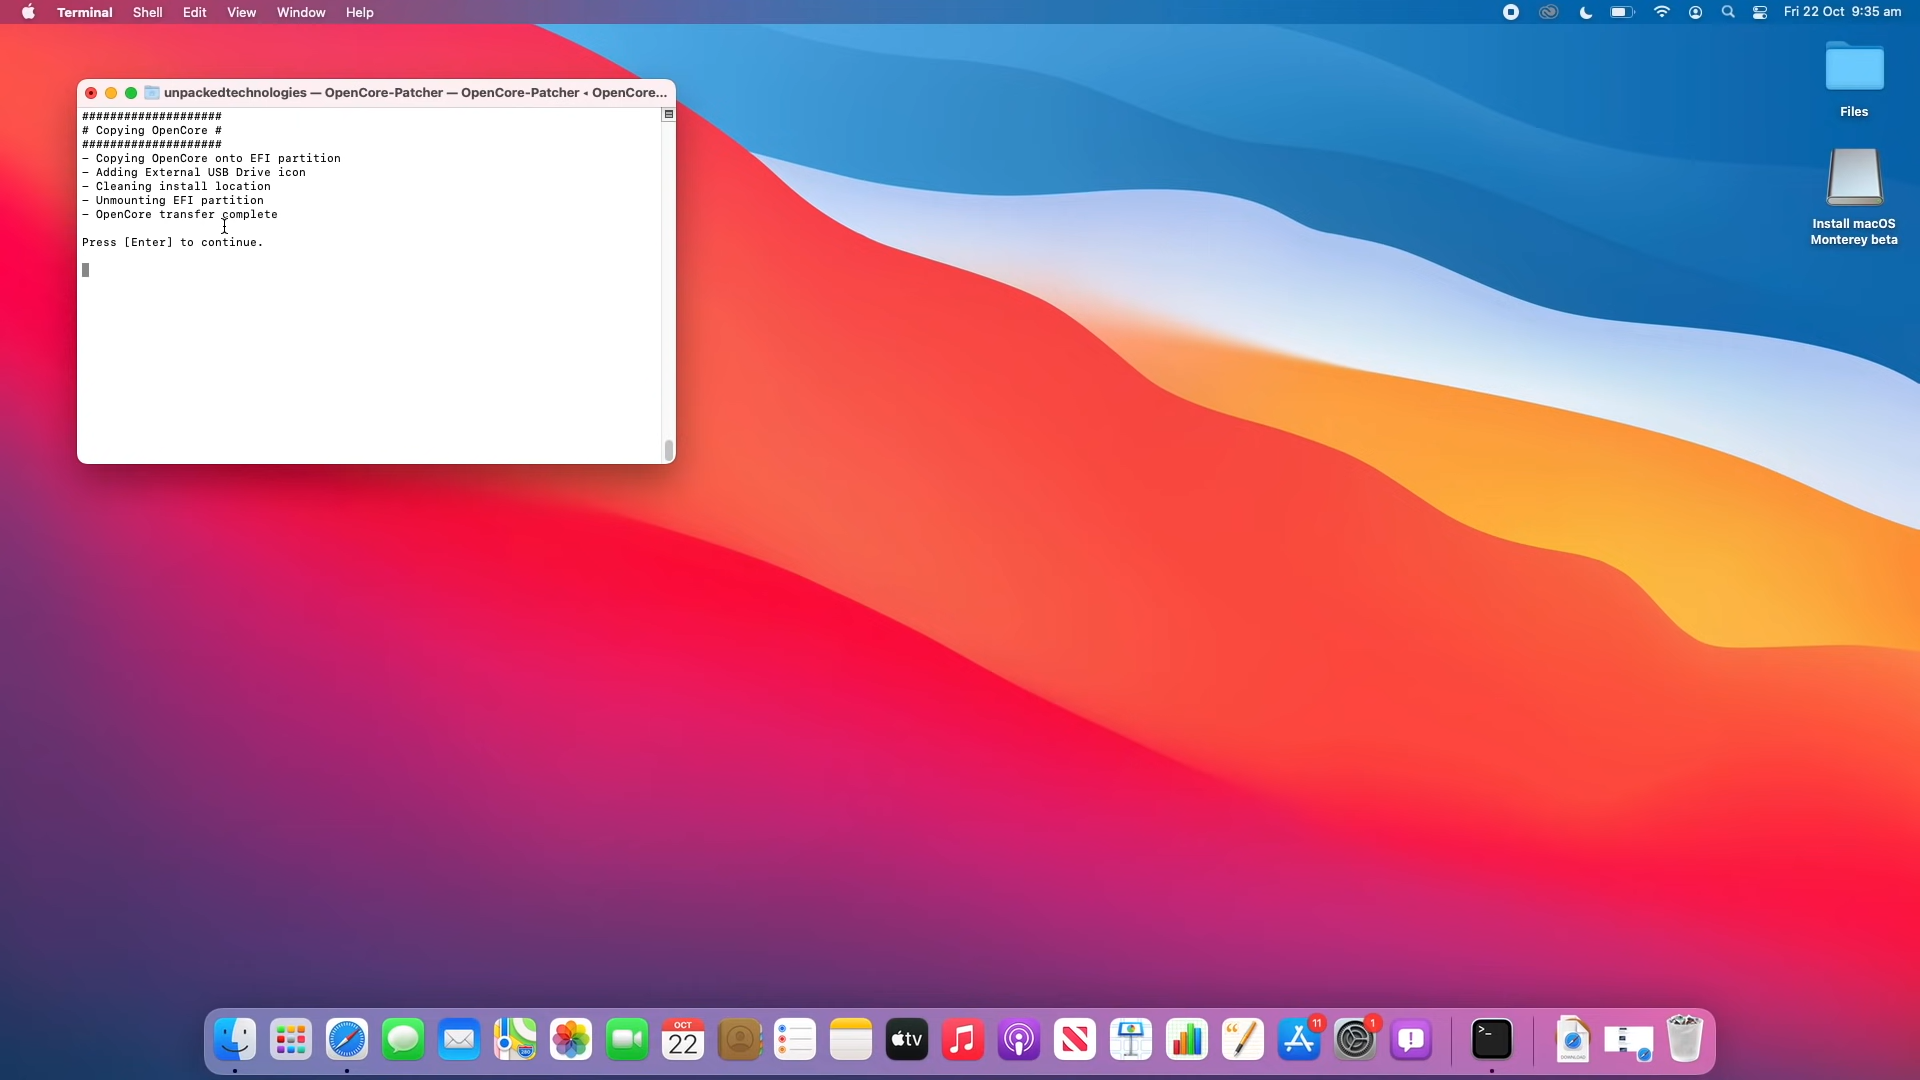 Terminal Shell Edit View Window Help
Fri 22 Oct 9:35 am
unpackedtechnologies — OpenCore-Patcher — OpenCore-Patcher ◂ OpenCore...
####################
# Copying OpenCore #
####################
- Copying OpenCore onto EFI partition
- Adding External USB Drive icon
- Cleaning install location
- Unmounting EFI partition
- OpenCore transfer complete
Press [Enter] to continue.
Files
Install macOS
Monterey beta
OCT
22
280
tv
11
1
>_
DOWNLOAD